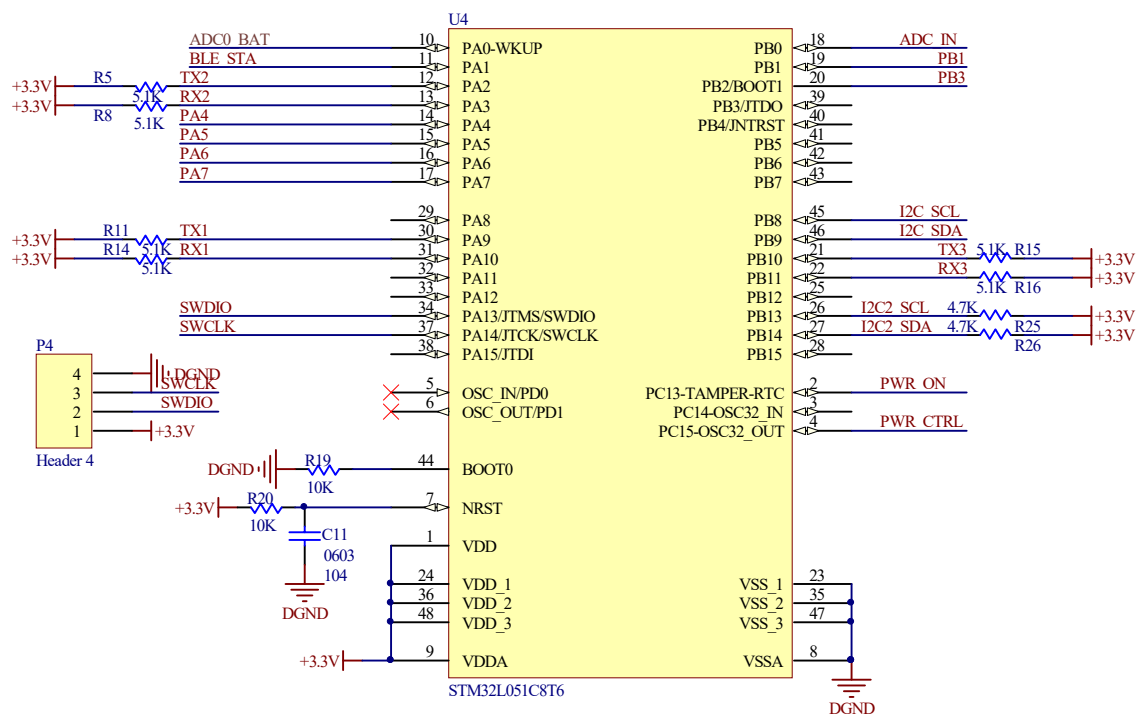 U4
ADC0_BAT 10 PA0-WKUP PB0 18 ADC_IN
BLE_STA 11 PA1 PB1 19 PB1
+3.3V R5 5.1K TX2 12 PA2 PB2/BOOT1 20 PB3
+3.3V R8 5.1K RX2 13 PA3 PB3/JTDO 39
PA4 14 PA4 PB4/JNTRST 40
PA5 15 PA5 PB5 41
PA6 16 PA6 PB6 42
PA7 17 PA7 PB7 43
29 PA8 PB8 45 I2C_SCL
+3.3V R11 5.1K TX1 30 PA9 PB9 46 I2C_SDA
+3.3V R14 5.1K RX1 31 PA10 PB10 21 TX3 5.1K R15 +3.3V
32 PA11 PB11 22 RX3 5.1K R16 +3.3V
33 PA12 PB12 25
SWDIO 34 PA13/JTMS/SWDIO PB13 26 I2C2_SCL 4.7K R25 +3.3V
SWCLK 37 PA14/JTCK/SWCLK PB14 27 I2C2_SDA 4.7K R26 +3.3V
38 PA15/JTDI PB15 28
P4
4 DGND
3 SWCLK
2 SWDIO
1 +3.3V
Header 4
5 OSC_IN/PD0 PC13-TAMPER-RTC 2 PWR_ON
6 OSC_OUT/PD1 PC14-OSC32_IN 3
PC15-OSC32_OUT 4 PWR_CTRL
DGND R19 10K 44 BOOT0
+3.3V R20 10K 7 NRST
C11
0603
104
DGND
1 VDD
24 VDD_1 VSS_1 23
36 VDD_2 VSS_2 35
48 VDD_3 VSS_3 47
+3.3V 9 VDDA VSSA 8
DGND
STM32L051C8T6